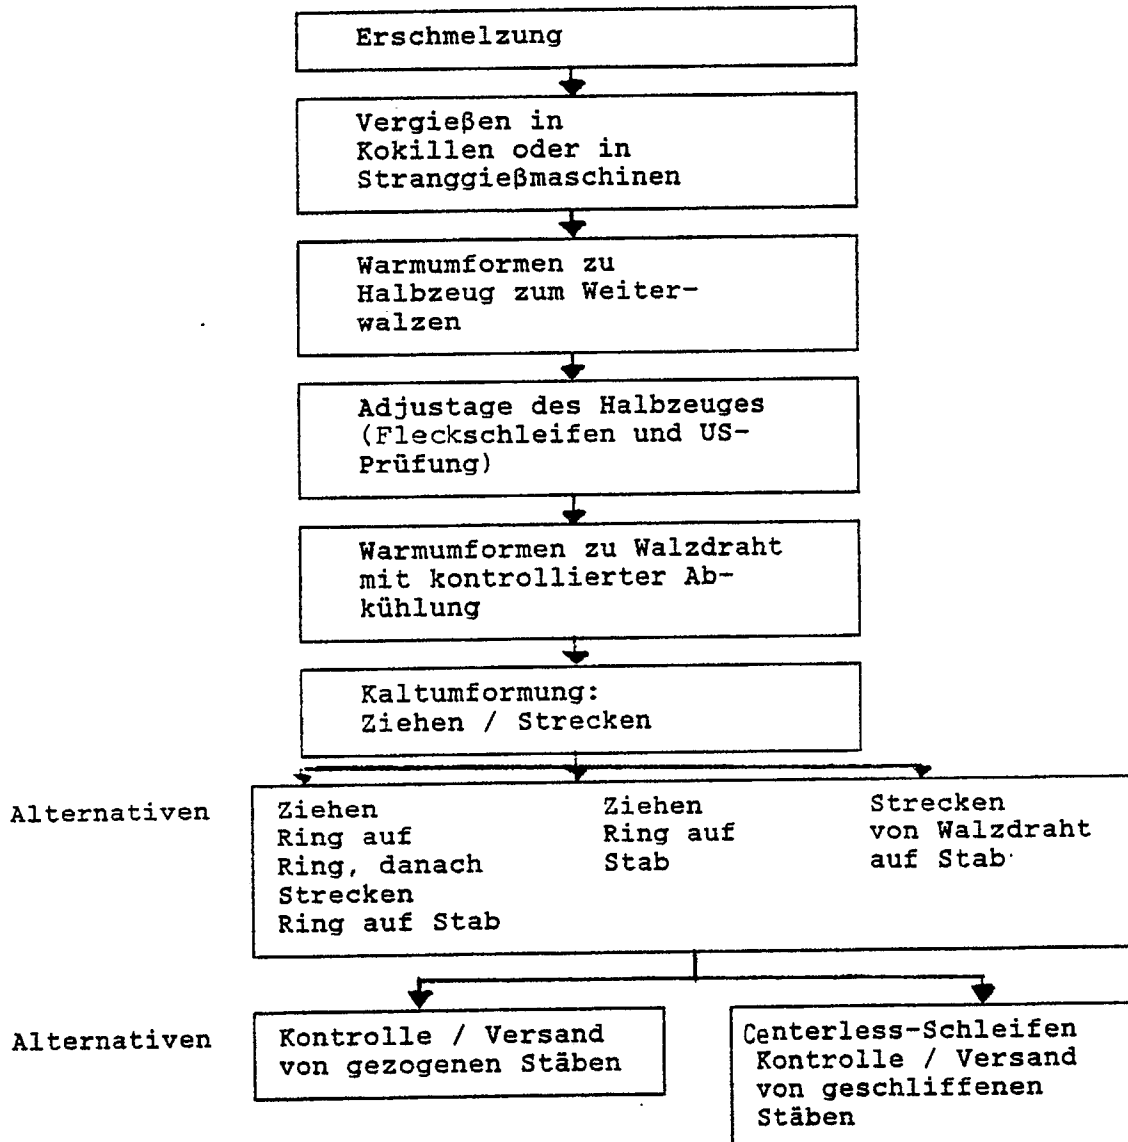 Erschmelzung
Vergießen in
Kokillen oder in
Stranggießmaschinen
Warmumformen zu
Halbzeug zum Weiter-
walzen
Adjustage des Halbzeuges
(Fleckschleifen und US-
Prüfung)
Warmumformen zu Walzdraht
mit kontrollierter Ab-
kühlung
Kaltumformung:
Ziehen / Strecken
Alternativen
Ziehen
Ring auf
Ring, danach
Strecken
Ring auf Stab
Ziehen
Ring auf
Stab
Strecken
von Walzdraht
auf Stab
Alternativen
Kontrolle / Versand
von gezogenen Stäben
Centerless-Schleifen
Kontrolle / Versand
von geschliffenen
Stäben